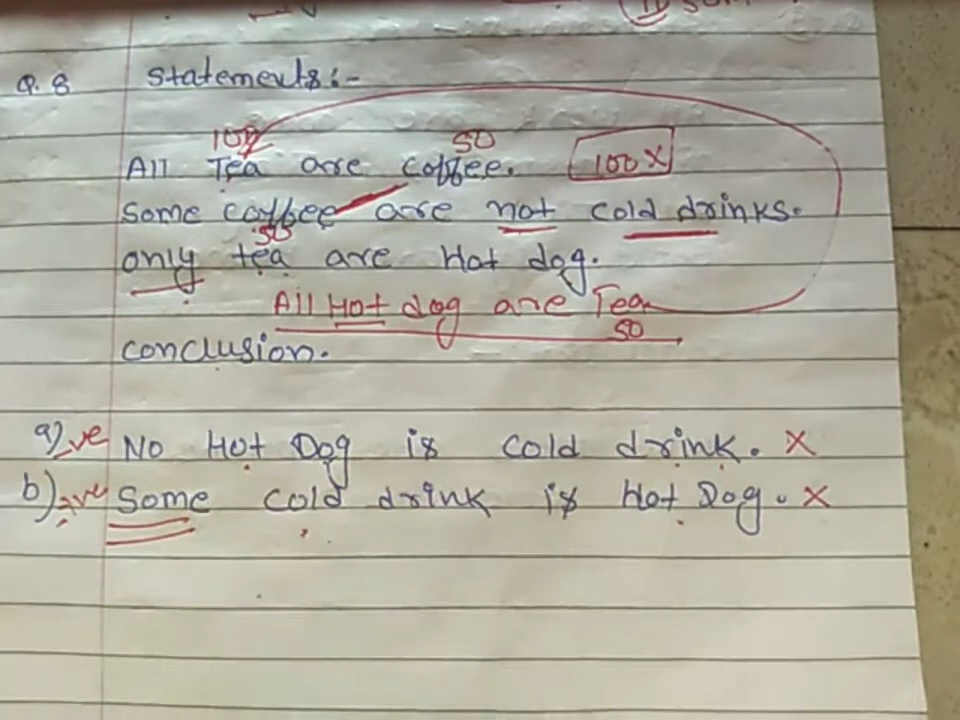 Q. 8 Statements:-
102 50
All Tea are coffee. 100 X
Some coffee are not cold drinks.
50
only tea are Hot dog.
All Hot dog are Tea
50
conclusion.
a) -ve No Hot Dog is cold drink. X
b) +ve Some cold drink is Hot Dog. X